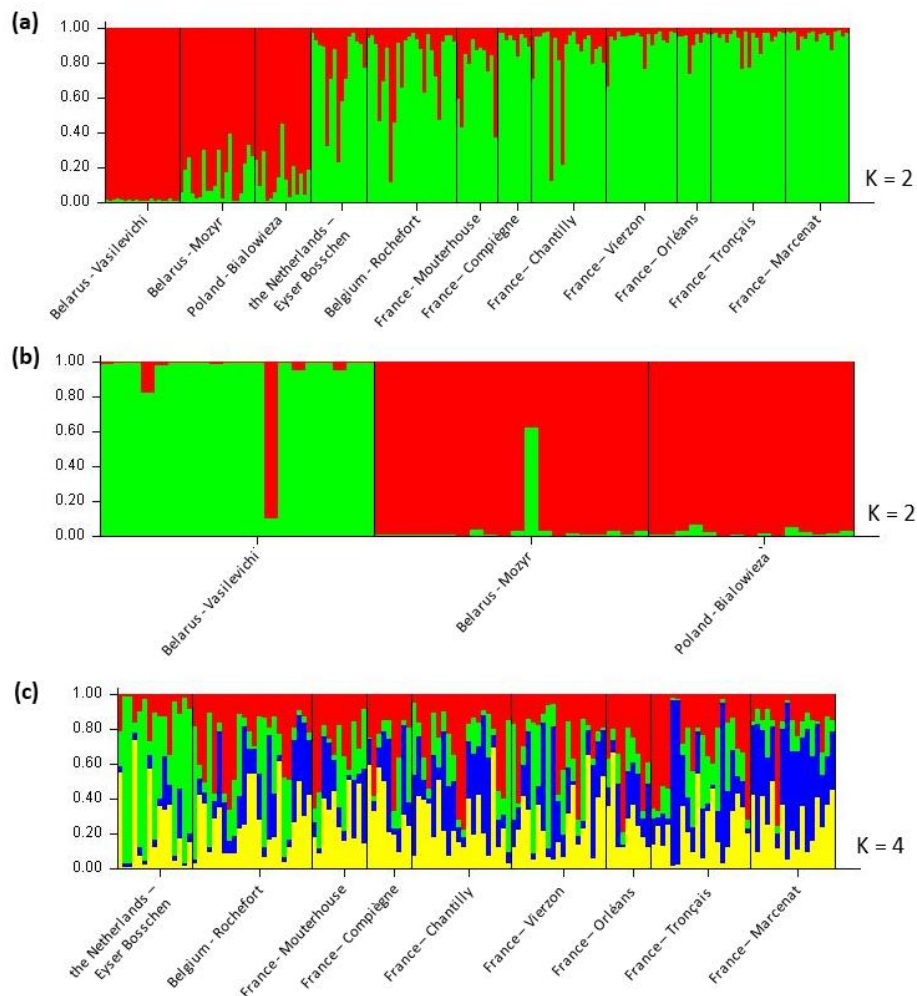 (a)
1.00
0.80
0.60
0.40
0.20
0.00
K = 2
Belarus - Vasilevichi
Belarus - Mozyr
Poland - Bialowieza
the Netherlands –
Eyser Bosschen
Belgium - Rochefort
France - Mouterhouse
France – Compiègne
France – Chantilly
France – Vierzon
France – Orléans
France – Tronçais
France – Marcenat
(b)
1.00
0.80
0.60
0.40
0.20
0.00
K = 2
Belarus - Vasilevichi
Belarus - Mozyr
Poland - Bialowieza
(c)
1.00
0.80
0.60
0.40
0.20
0.00
K = 4
the Netherlands –
Eyser Bosschen
Belgium - Rochefort
France - Mouterhouse
France – Compiègne
France – Chantilly
France – Vierzon
France – Orléans
France – Tronçais
France – Marcenat